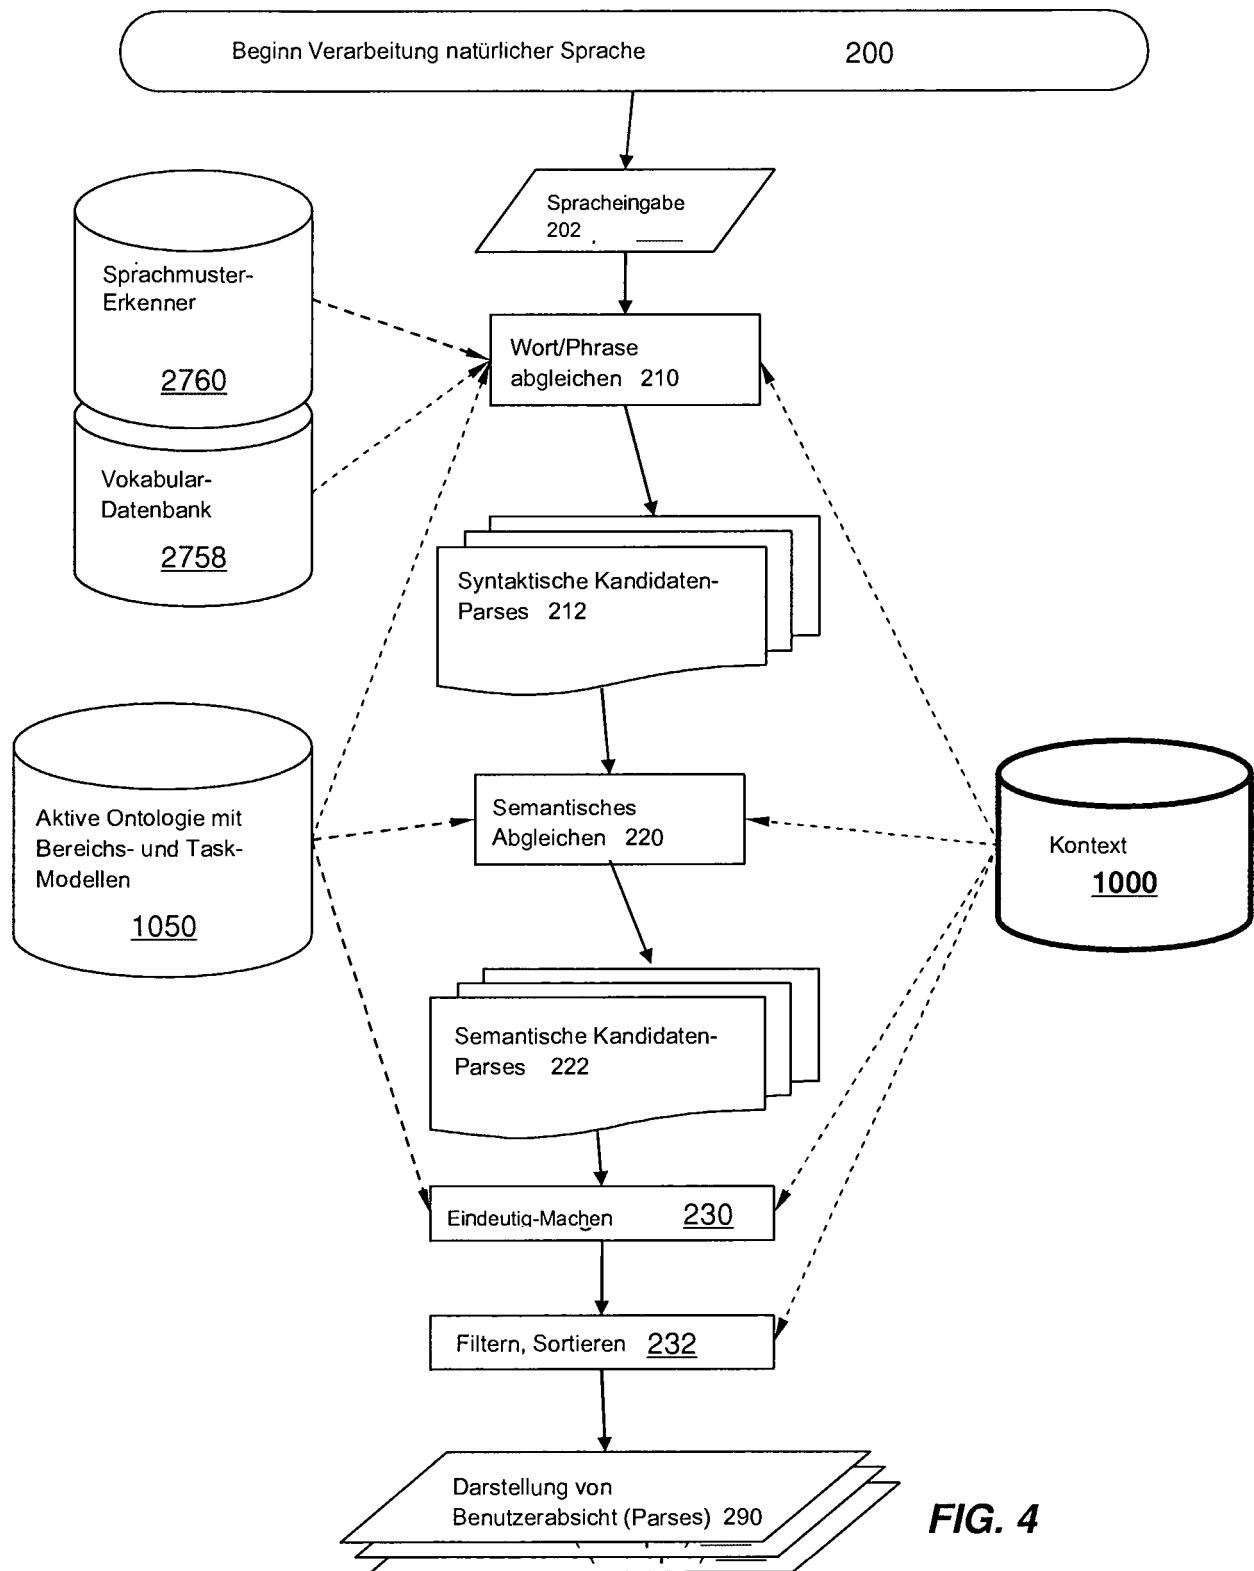 Beginn Verarbeitung natürlicher Sprache 200
Spracheingabe
202
Sprachmuster-
Erkenner
2760
Wort/Phrase
abgleichen 210
Vokabular-
Datenbank
2758
Syntaktische Kandidaten-
Parses 212
Aktive Ontologie mit
Bereichs- und Task-
Modellen
1050
Semantisches
Abgleichen 220
Kontext
1000
Semantische Kandidaten-
Parses 222
Eindeutig-Machen 230
Filtern, Sortieren 232
Darstellung von
Benutzerabsicht (Parses) 290
FIG. 4